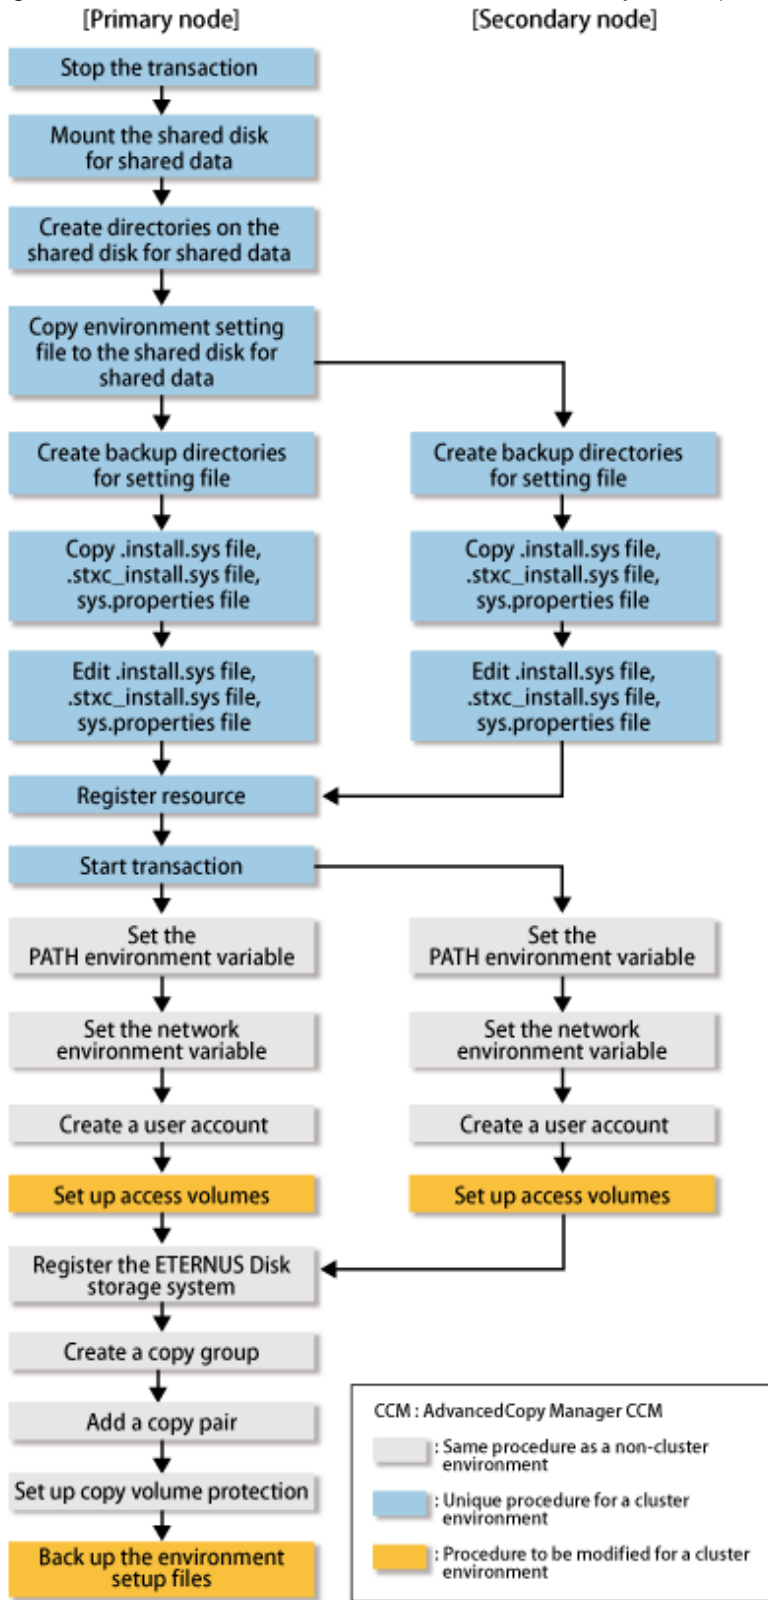 [Primary node]
[Secondary node]
Stop the transaction
Mount the shared disk
for shared data
Create directories on the
shared disk for shared data
Copy environment setting
file to the shared disk for
shared data
Create backup directories
for setting file
Create backup directories
for setting file
Copy .install.sys file,
.stxc_install.sys file,
sys.properties file
Copy .install.sys file,
.stxc_install.sys file,
sys.properties file
Edit .install.sys file,
.stxc_install.sys file,
sys.properties file
Edit .install.sys file,
.stxc_install.sys file,
sys.properties file
Register resource
Start transaction
Set the
PATH environment variable
Set the
PATH environment variable
Set the network
environment variable
Set the network
environment variable
Create a user account
Create a user account
Set up access volumes
Set up access volumes
Register the ETERNUS Disk
storage system
Create a copy group
Add a copy pair
Set up copy volume protection
Back up the environment
setup files
CCM : AdvancedCopy Manager CCM
: Same procedure as a non-cluster
environment
: Unique procedure for a cluster
environment
: Procedure to be modified for a cluster
environment